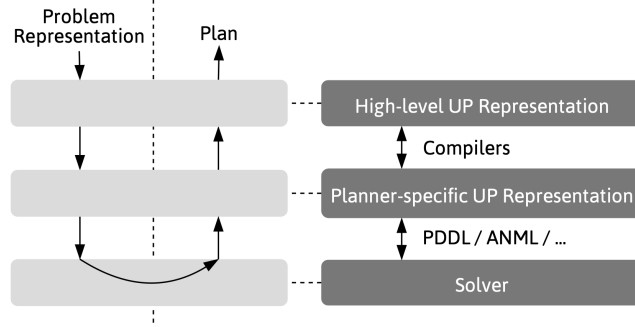 Problem
Representation
Plan
High-level UP Representation
Compilers
Planner-specific UP Representation
PDDL / ANML / ...
Solver